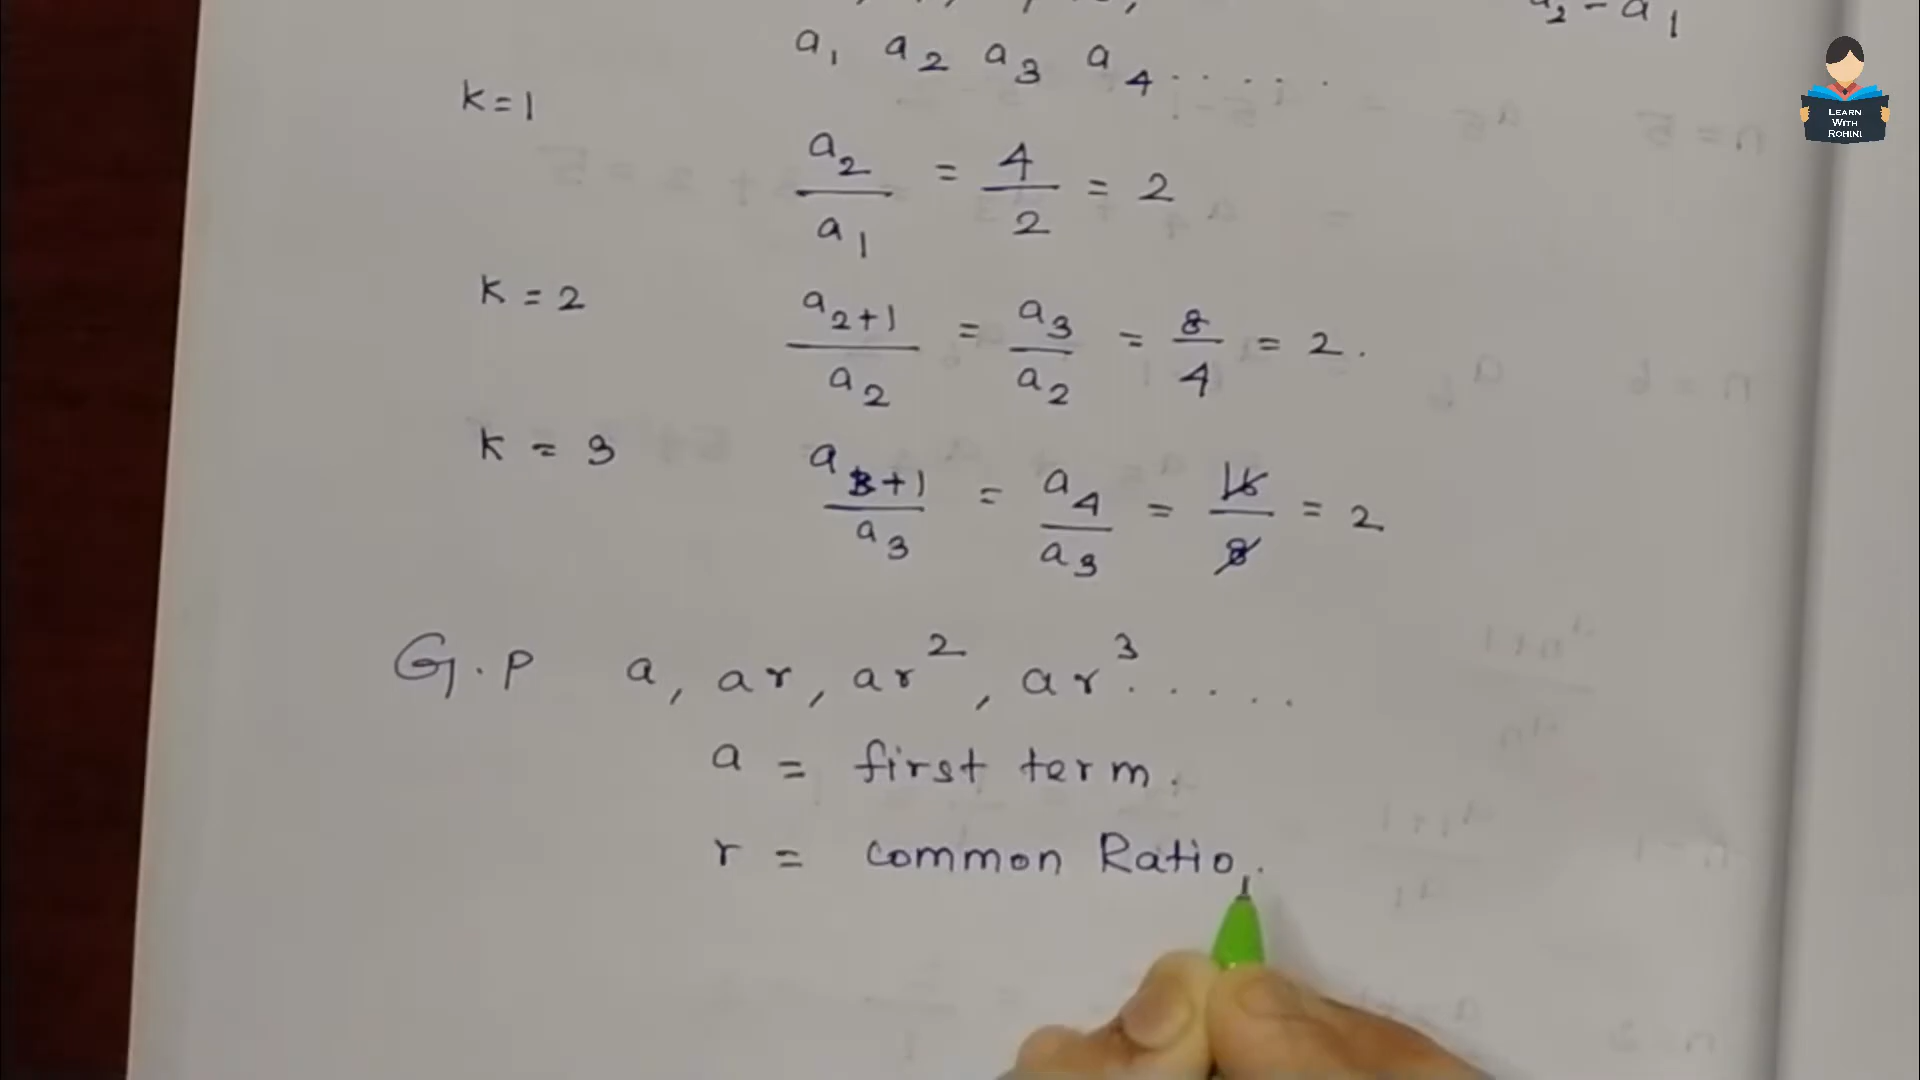 a₂ - a₁
a₁ a₂ a₃ a₄.....
k=1
a₂/a₁ = 4/2 = 2
k = 2
a₂₊₁/a₂ = a₃/a₂ = 8/4 = 2.
k = 3
a₃₊₁/a₃ = a₄/a₃ = 16/8 = 2
G.P a, ar, ar², ar³.....
a = first term.
r = common Ratio.
LEARN
WITH
ROHINI